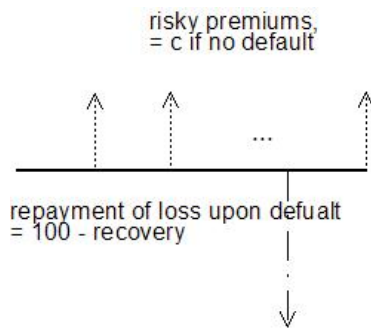 risky premiums,
= c if no default
...
repayment of loss upon defualt
= 100 - recovery